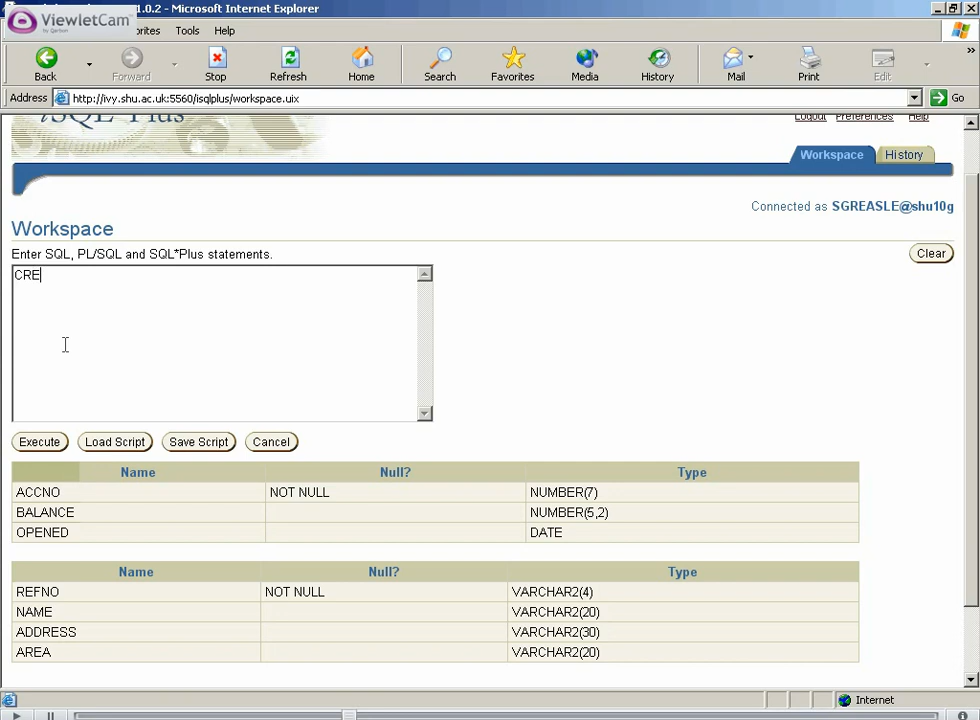 1.0.2 - Microsoft Internet Explorer
ViewletCam
by Qarbon
orites Tools Help
Back Forward Stop Refresh Home Search Favorites Media History Mail Print Edit
Address http://ivy.shu.ac.uk:5560/isqlplus/workspace.uix Go
iSQL*Plus
Logout Preferences Help
Workspace History
Connected as SGREASLE@shu10g
Workspace
Enter SQL, PL/SQL and SQL*Plus statements.
Clear
CRE
Execute Load Script Save Script Cancel
Name Null? Type
ACCNO NOT NULL NUMBER(7)
BALANCE NUMBER(5,2)
OPENED DATE
Name Null? Type
REFNO NOT NULL VARCHAR2(4)
NAME VARCHAR2(20)
ADDRESS VARCHAR2(30)
AREA VARCHAR2(20)
Internet